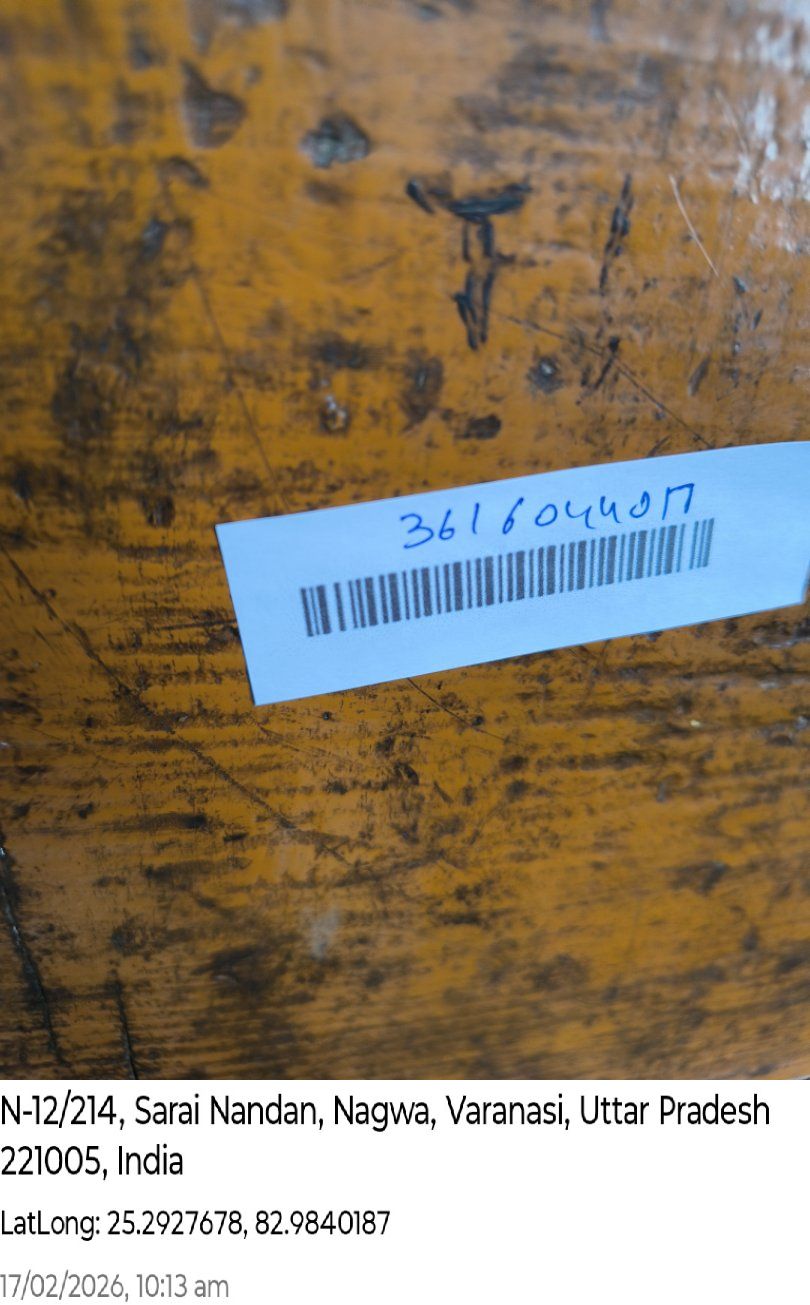 361604409П
N-12/214, Sarai Nandan, Nagwa, Varanasi, Uttar Pradesh
221005, India
LatLong: 25.2927678, 82.9840187
17/02/2026, 10:13 am